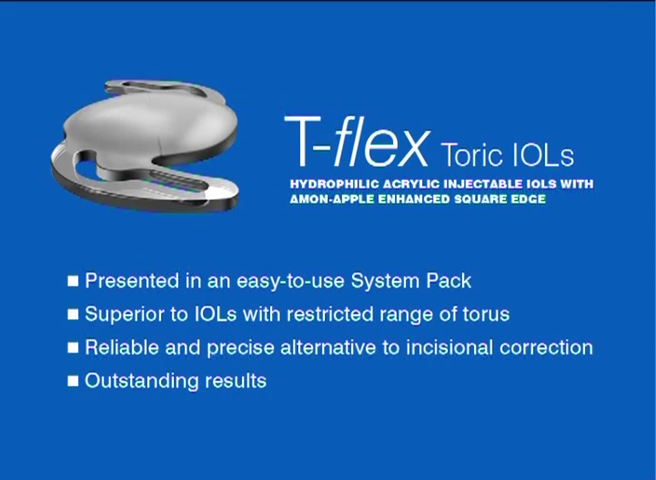 T-flex Toric IOLs
HYDROPHILIC ACRYLIC INJECTABLE IOLS WITH
AMON-APPLE ENHANCED SQUARE EDGE
■ Presented in an easy-to-use System Pack
■ Superior to IOLs with restricted range of torus
■ Reliable and precise alternative to incisional correction
■ Outstanding results